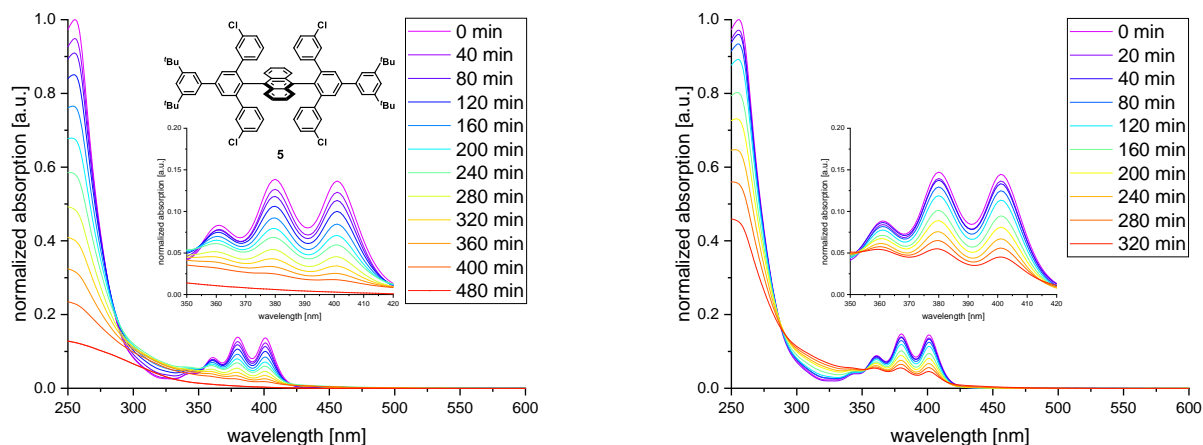 normalized absorption [a.u.]
1.0
0.8
0.6
0.4
0.2
0.0
250 300 350 400 450 500 550 600
wavelength [nm]
Cl Cl
tBu tBu
tBu tBu
Cl Cl
5
normalized absorption [a.u.]
0.20
0.15
0.10
0.05
0.00
350 360 370 380 390 400 410 420
wavelength [nm]
0 min
40 min
80 min
120 min
160 min
200 min
240 min
280 min
320 min
360 min
400 min
480 min
normalized absorption [a.u.]
1.0
0.8
0.6
0.4
0.2
0.0
250 300 350 400 450 500 550 600
wavelength [nm]
normalized absorption [a.u.]
0.20
0.15
0.10
0.05
0.00
350 360 370 380 390 400 410 420
wavelength [nm]
0 min
20 min
40 min
80 min
120 min
160 min
200 min
240 min
280 min
320 min